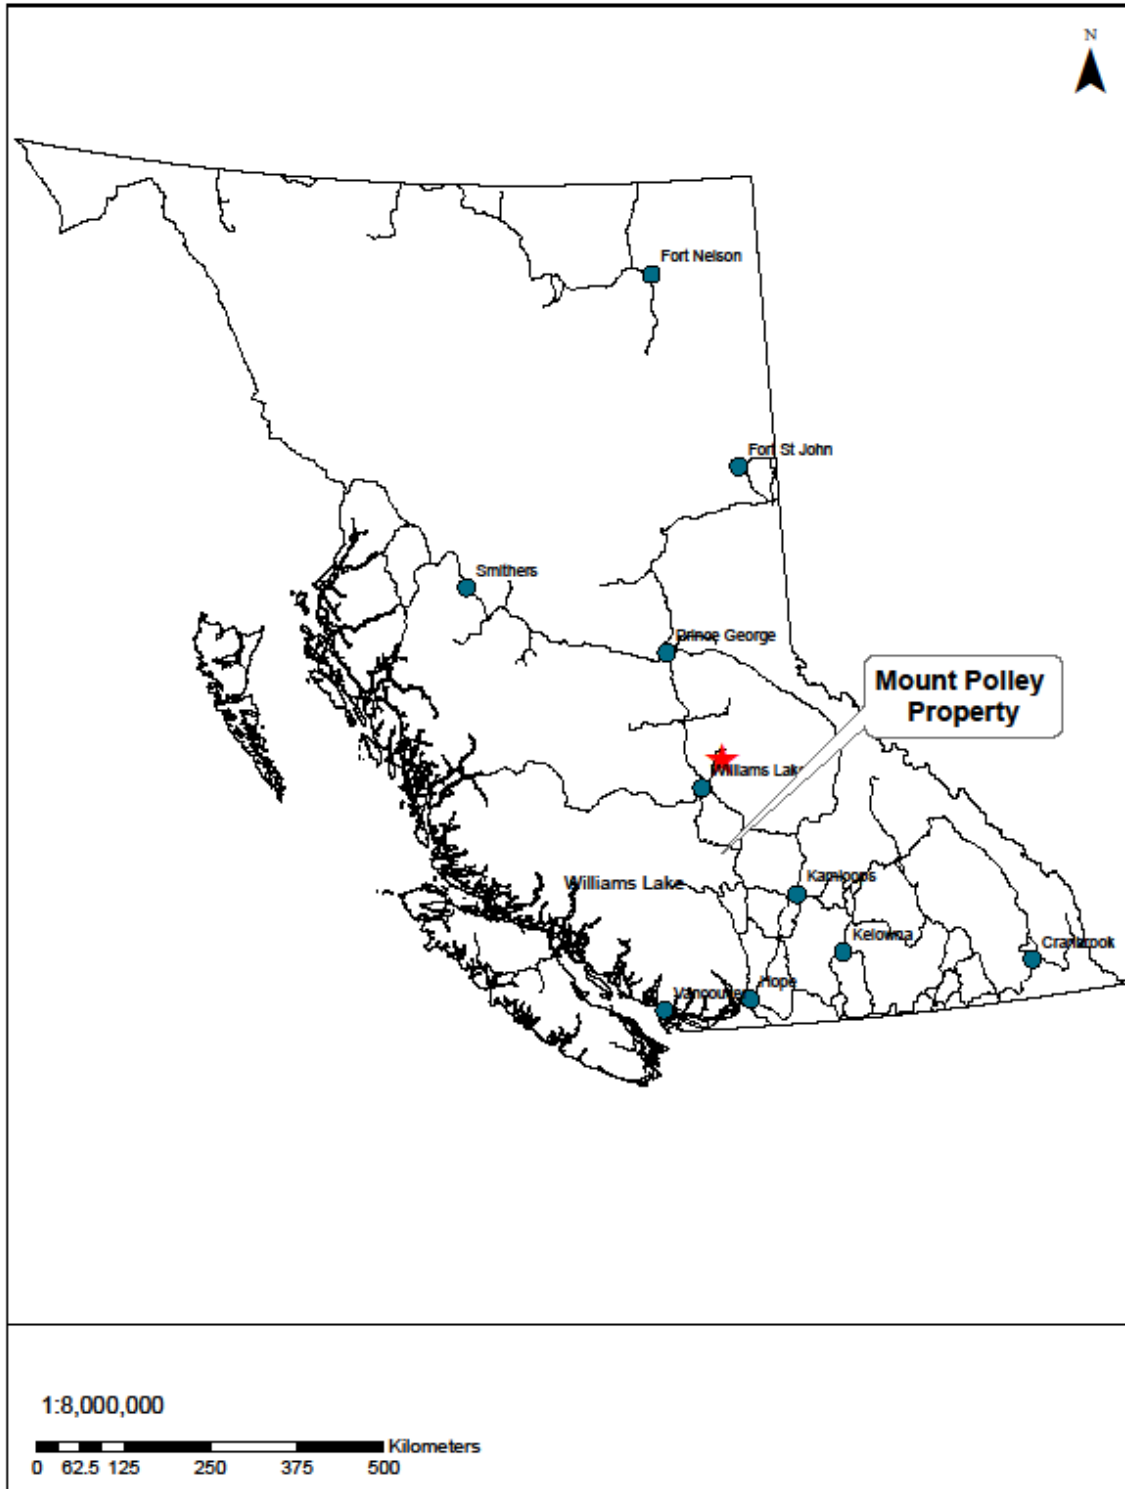 N
Fort Nelson
Fort St John
Smithers
Prince George
Mount Polley
Property
Williams Lake
Williams Lake
Kamloops
Kelowna
Cranbrook
Hope
Vancouver
1:8,000,000
Kilometers
0 62.5 125 250 375 500